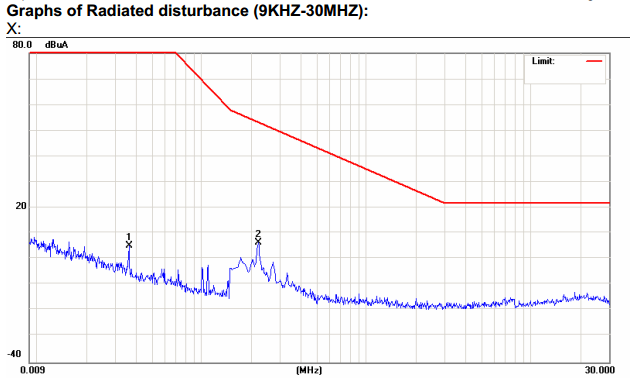 Graphs of Radiated disturbance (9KHZ-30MHZ):
X:
80.0 dBuA
Limit:
20
1
X
2
X
-40
0.009 (MHz) 30.000